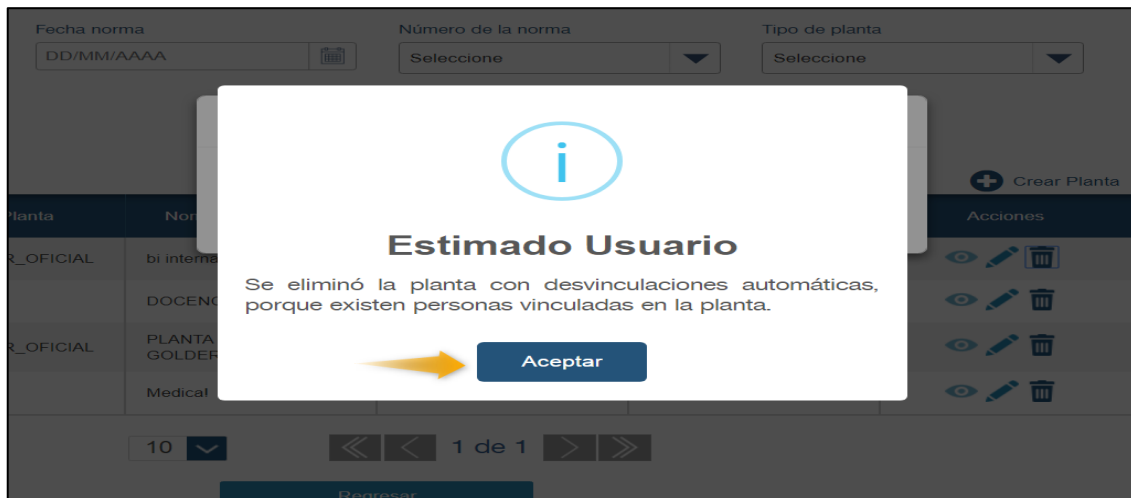 Fecha norma Número de la norma Tipo de planta
DD/MM/AAAA Seleccione Seleccione
i
Crear Planta
Planta Acciones
Estimado Usuario
R_OFICIAL bi interna
Se eliminó la planta con desvinculaciones automáticas,
porque existen personas vinculadas en la planta.
DOCENC
R_OFICIAL PLANTA
GOLDER
Aceptar
Medical
10 1 de 1
Regresar